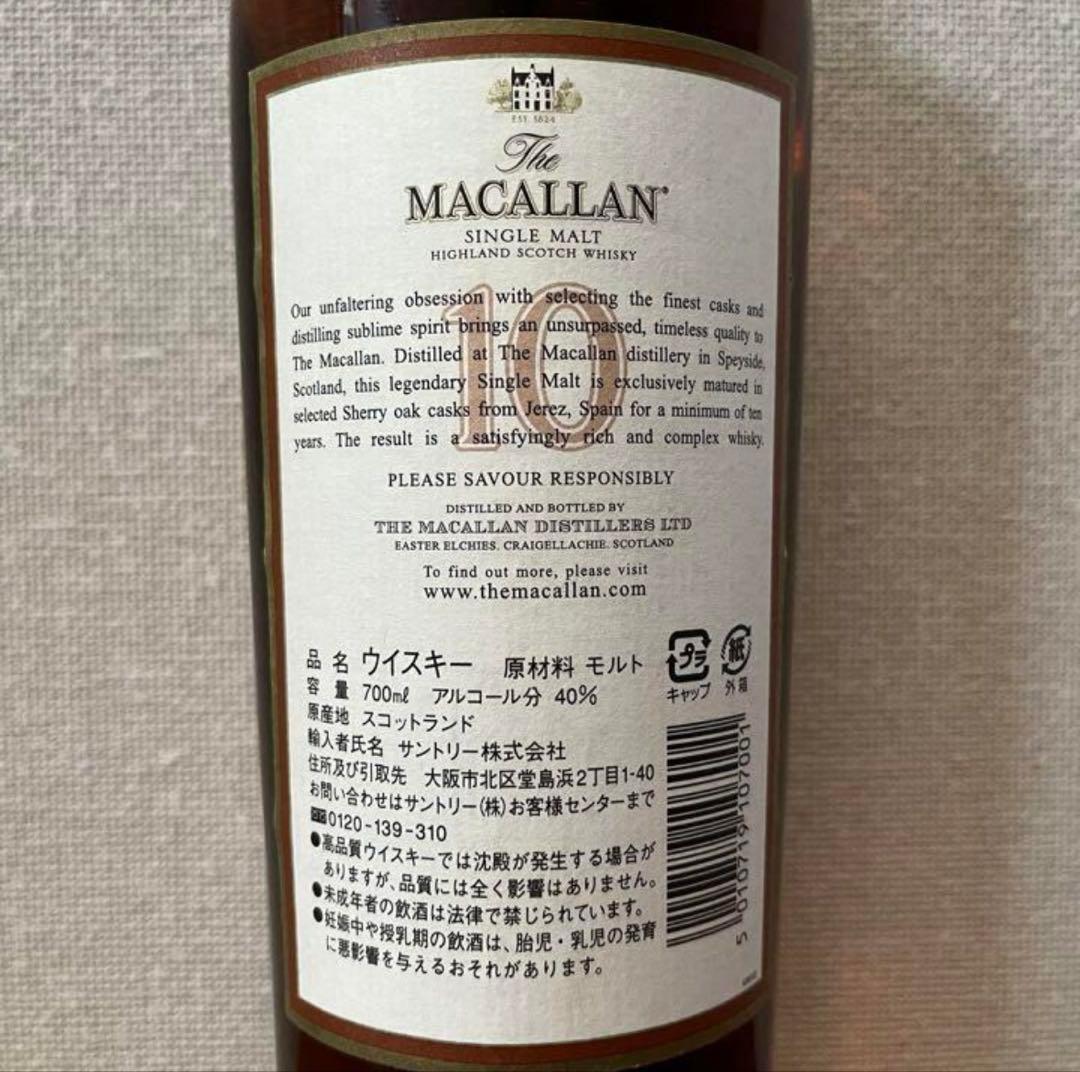 EST. 1824
The
MACALLAN®
SINGLE MALT
HIGHLAND SCOTCH WHISKY
10
Our unfaltering obsession with selecting the finest casks and
distilling sublime spirit brings an unsurpassed, timeless quality to
The Macallan. Distilled at The Macallan distillery in Speyside,
Scotland, this legendary Single Malt is exclusively matured in
selected Sherry oak casks from Jerez, Spain for a minimum of ten
years. The result is a satisfyingly rich and complex whisky.
PLEASE SAVOUR RESPONSIBLY
DISTILLED AND BOTTLED BY
THE MACALLAN DISTILLERS LTD
EASTER ELCHIES, CRAIGELLACHIE, SCOTLAND
To find out more, please visit
www.themacallan.com
品名 ウイスキー 原材料 モルト
容量 700mℓ アルコール分 40%
原産地 スコットランド
輸入者氏名 サントリー株式会社
住所及び引取先 大阪市北区堂島浜2丁目1-40
お問い合わせはサントリー(株)お客様センターまで
0120-139-310
●高品質ウイスキーでは沈殿が発生する場合が
ありますが、品質には全く影響はありません。
●未成年者の飲酒は法律で禁じられています。
●妊娠中や授乳期の飲酒は、胎児・乳児の発育
に悪影響を与えるおそれがあります。
プラ
キャップ
紙
外箱
5 010719 107001